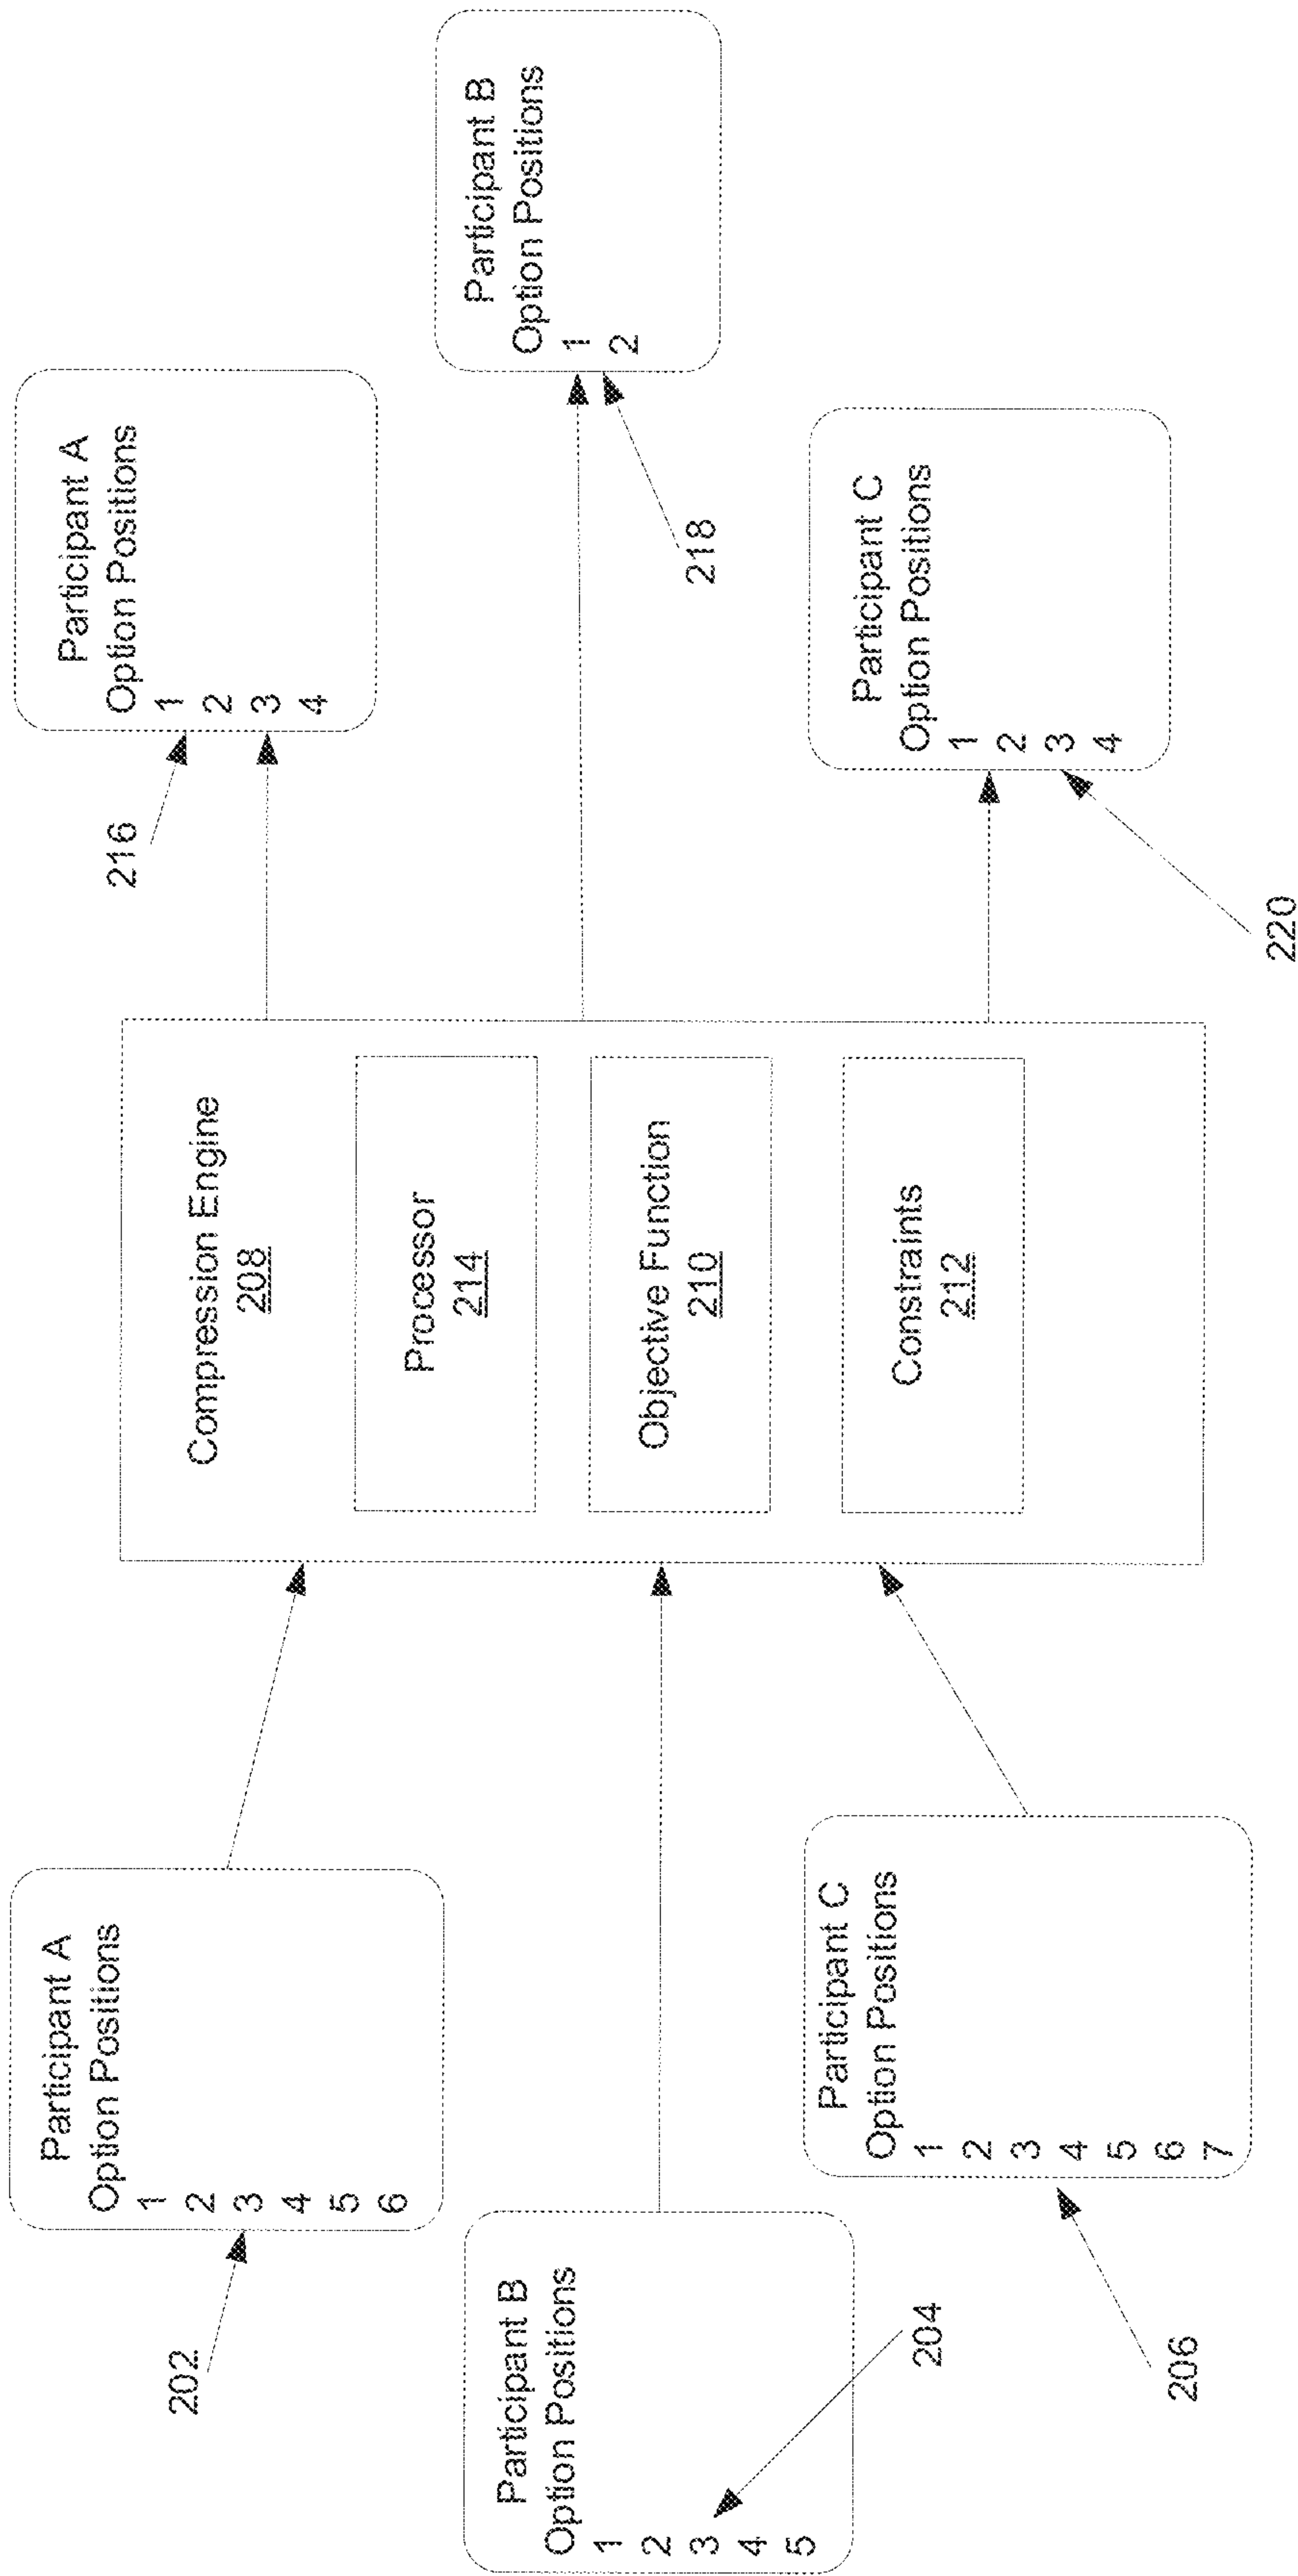 Participant A
Option Positions
1
2
3
4
5
6
202
Participant B
Option Positions
1
2
3
4
5
204
Participant C
Option Positions
1
2
3
4
5
6
7
206
Compression Engine
208
Processor
214
Objective Function
210
Constraints
212
Participant A
Option Positions
1
2
3
4
216
Participant B
Option Positions
1
2
218
Participant C
Option Positions
1
2
3
4
220